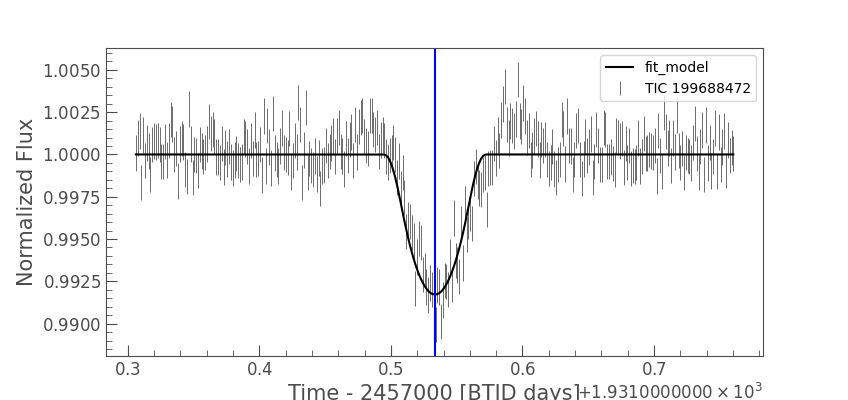 fit_model
TIC 199688472
1.0050
1.0025
1.0000
0.9975
0.9950
0.9925
0.9900
Normalized Flux
0.3 0.4 0.5 0.6 0.7
Time - 2457000 [BTJD days]
+1.9310000000 × 10³